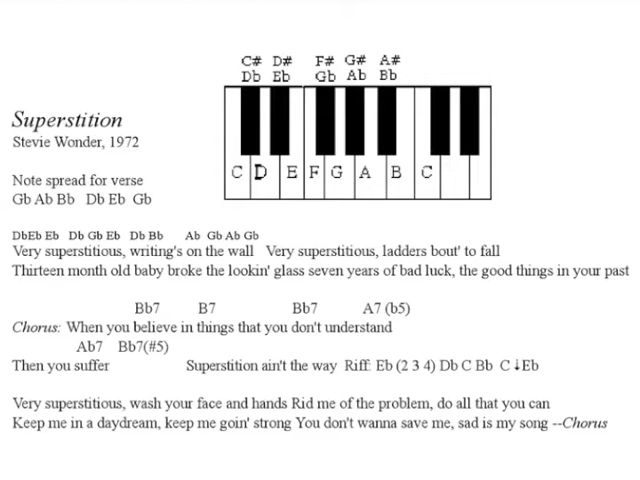 C# D# F# G# A#
Db Eb Gb Ab Bb
C D E F G A B C
Superstition
Stevie Wonder, 1972
Note spread for verse
Gb Ab Bb Db Eb Gb
DbEb Eb Db Gb Eb Db Bb Ab Gb Ab Gb
Very superstitious, writing's on the wall Very superstitious, ladders bout' to fall
Thirteen month old baby broke the lookin' glass seven years of bad luck, the good things in your past
Bb7 B7 Bb7 A7 (b5)
Chorus: When you believe in things that you don't understand
Ab7 Bb7(#5)
Then you suffer Superstition ain't the way Riff: Eb (2 3 4) Db C Bb C ↓Eb
Very superstitious, wash your face and hands Rid me of the problem, do all that you can
Keep me in a daydream, keep me goin' strong You don't wanna save me, sad is my song --Chorus